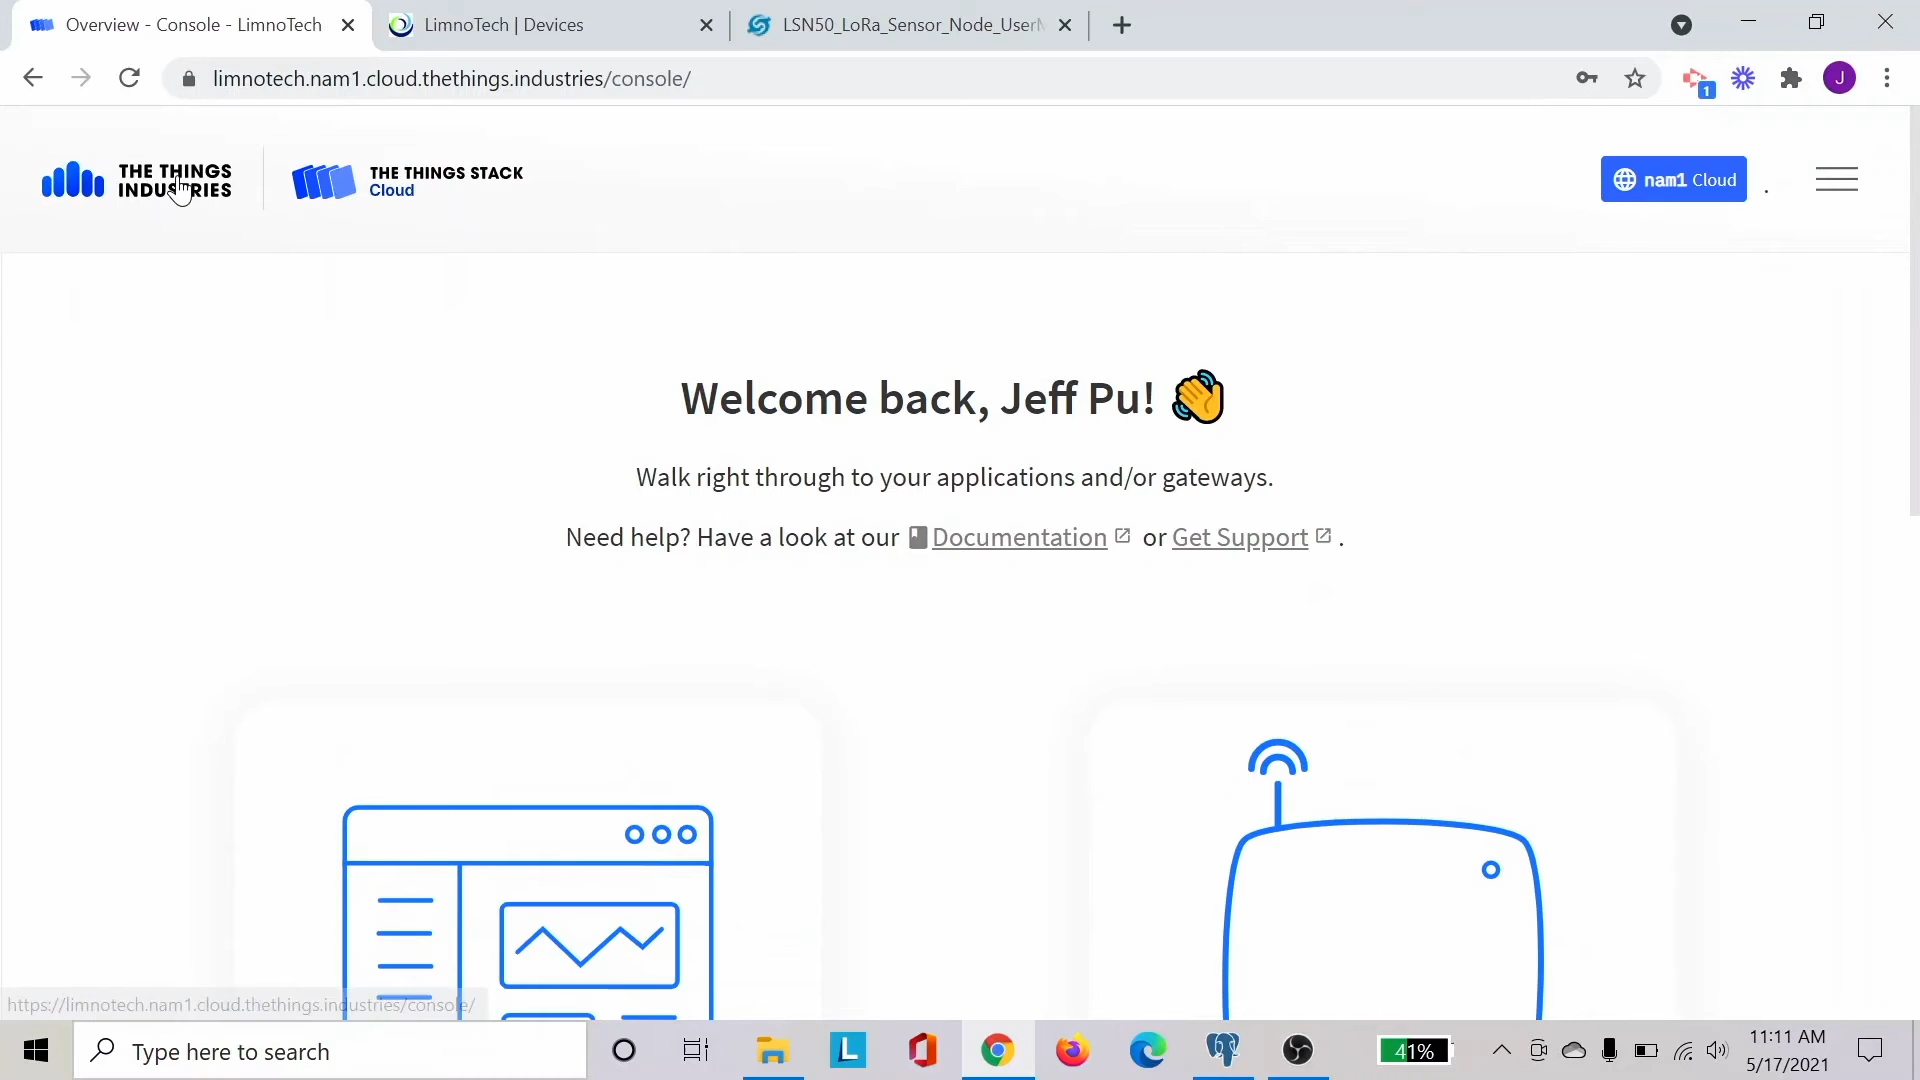 Overview - Console - LimnoTech
LimnoTech | Devices
LSN50_LoRa_Sensor_Node_UserM
limnotech.nam1.cloud.thethings.industries/console/
1
J
THE THINGS
INDUSTRIES
THE THINGS STACK
Cloud
nam1 Cloud
.
Welcome back, Jeff Pu! 👋
Walk right through to your applications and/or gateways.
Need help? Have a look at our Documentation or Get Support .
https://limnotech.nam1.cloud.thethings.industries/console/
Type here to search
L
41%
11:11 AM
5/17/2021